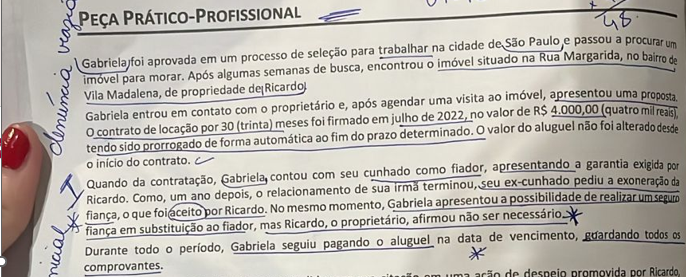 48.
PEÇA PRÁTICO-PROFISSIONAL
Gabriela foi aprovada em um processo de seleção para trabalhar na cidade de São Paulo e passou a procurar um
imóvel para morar. Após algumas semanas de busca, encontrou o imóvel situado na Rua Margarida, no bairro de
Vila Madalena, de propriedade de Ricardo.
Gabriela entrou em contato com o proprietário e, após agendar uma visita ao imóvel, apresentou uma proposta.
O contrato de locação por 30 (trinta) meses foi firmado em julho de 2022, no valor de R$ 4.000,00 (quatro mil reais),
tendo sido prorrogado de forma automática ao fim do prazo determinado. O valor do aluguel não foi alterado desde
o início do contrato.
Quando da contratação, Gabriela contou com seu cunhado como fiador, apresentando a garantia exigida por
Ricardo. Como, um ano depois, o relacionamento de sua irmã terminou, seu ex-cunhado pediu a exoneração da
fiança, o que foi aceito por Ricardo. No mesmo momento, Gabriela apresentou a possibilidade de realizar um seguro
fiança em substituição ao fiador, mas Ricardo, o proprietário, afirmou não ser necessário.
Durante todo o período, Gabriela seguiu pagando o aluguel na data de vencimento, guardando todos os
comprovantes.
em uma ação de despejo promovida por Ricardo,